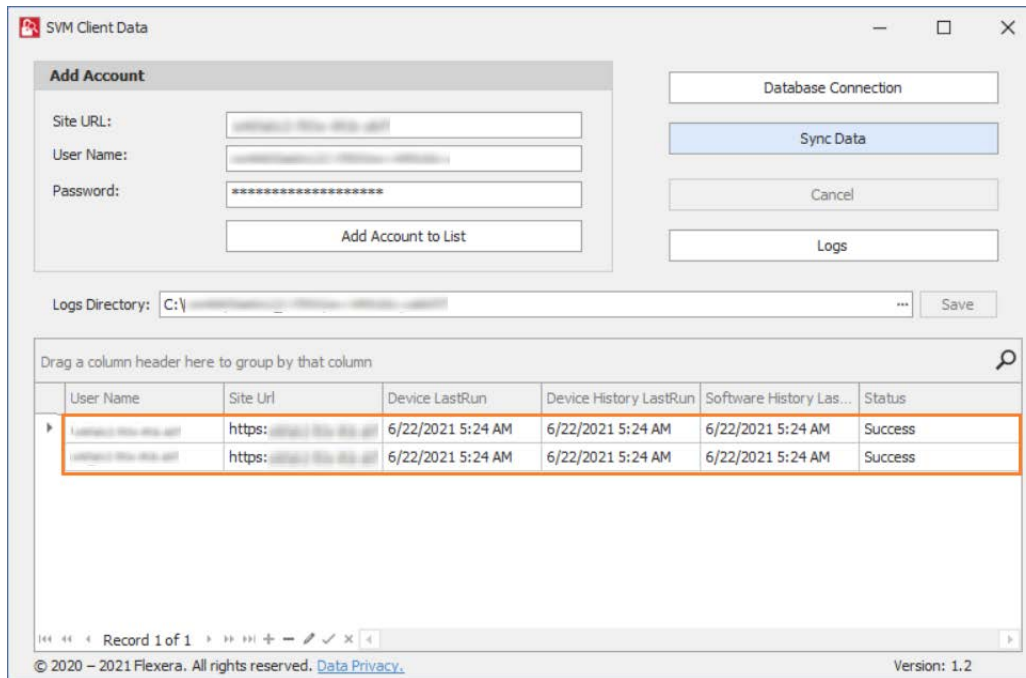 SVM Client Data
Add Account
Site URL:
User Name:
Password: *******************
Add Account to List
Database Connection
Sync Data
Cancel
Logs
Logs Directory: C:\ ... Save
Drag a column header here to group by that column
User Name Site Url Device LastRun Device History LastRun Software History Las... Status
https: 6/22/2021 5:24 AM 6/22/2021 5:24 AM 6/22/2021 5:24 AM Success
https: 6/22/2021 5:24 AM 6/22/2021 5:24 AM 6/22/2021 5:24 AM Success
Record 1 of 1
© 2020 – 2021 Flexera. All rights reserved. Data Privacy. Version: 1.2